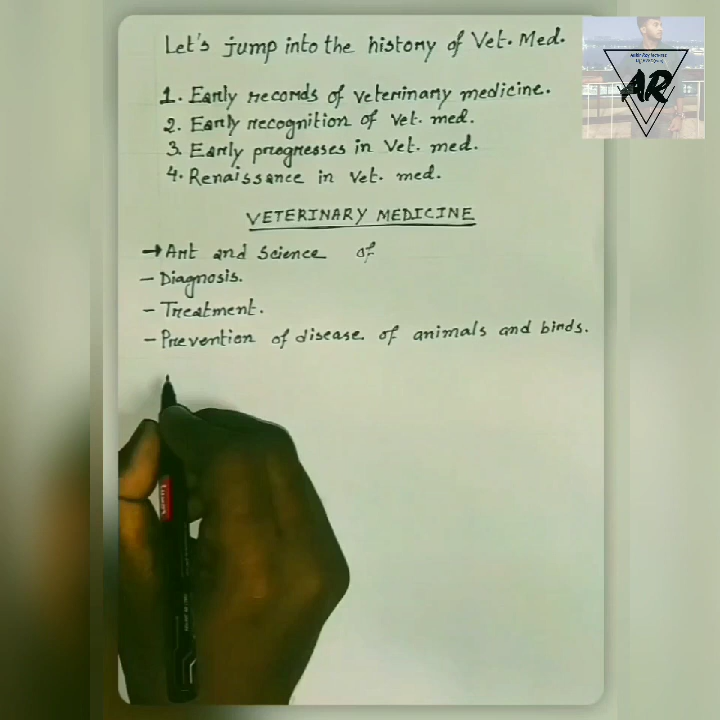 Let's jump into the history of Vet. Med.
1. Early records of veterinary medicine.
2. Early recognition of Vet. med.
3. Early progresses in Vet. med.
4. Renaissance in Vet. med.
VETERINARY MEDICINE
→ Art and Science of
- Diagnosis.
- Treatment.
- Prevention of disease of animals and birds.
AR